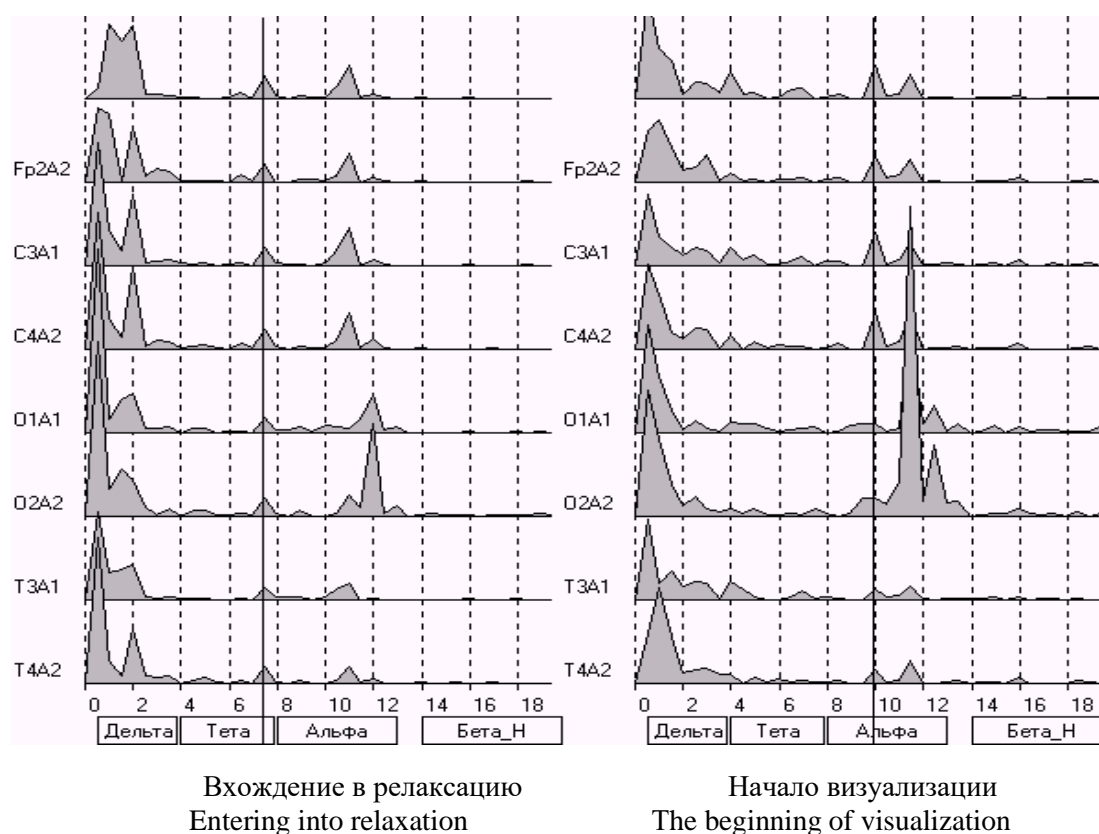 Fp2A2
C3A1
C4A2
O1A1
O2A2
T3A1
T4A2
0 2 4 6 8 10 12 14 16 18
Дельта Тета Альфа Бета_Н
Fp2A2
C3A1
C4A2
O1A1
O2A2
T3A1
T4A2
0 2 4 6 8 10 12 14 16 18
Дельта Тета Альфа Бета_Н
Вхождение в релаксацию
Entering into relaxation
Начало визуализации
The beginning of visualization